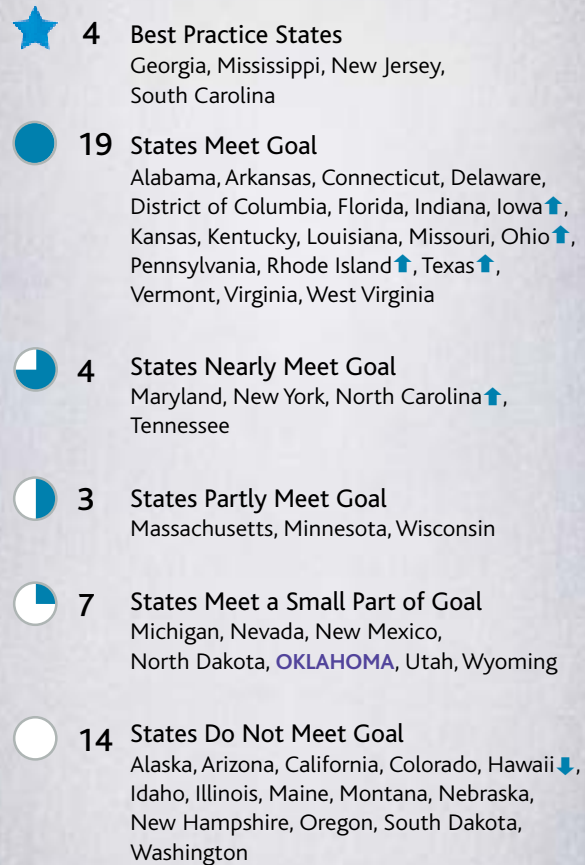 4 Best Practice States
Georgia, Mississippi, New Jersey,
South Carolina
19 States Meet Goal
Alabama, Arkansas, Connecticut, Delaware,
District of Columbia, Florida, Indiana, Iowa⬆,
Kansas, Kentucky, Louisiana, Missouri, Ohio⬆,
Pennsylvania, Rhode Island⬆, Texas⬆,
Vermont, Virginia, West Virginia
4 States Nearly Meet Goal
Maryland, New York, North Carolina⬆,
Tennessee
3 States Partly Meet Goal
Massachusetts, Minnesota, Wisconsin
7 States Meet a Small Part of Goal
Michigan, Nevada, New Mexico,
North Dakota, OKLAHOMA, Utah, Wyoming
14 States Do Not Meet Goal
Alaska, Arizona, California, Colorado, Hawaii⬇,
Idaho, Illinois, Maine, Montana, Nebraska,
New Hampshire, Oregon, South Dakota,
Washington